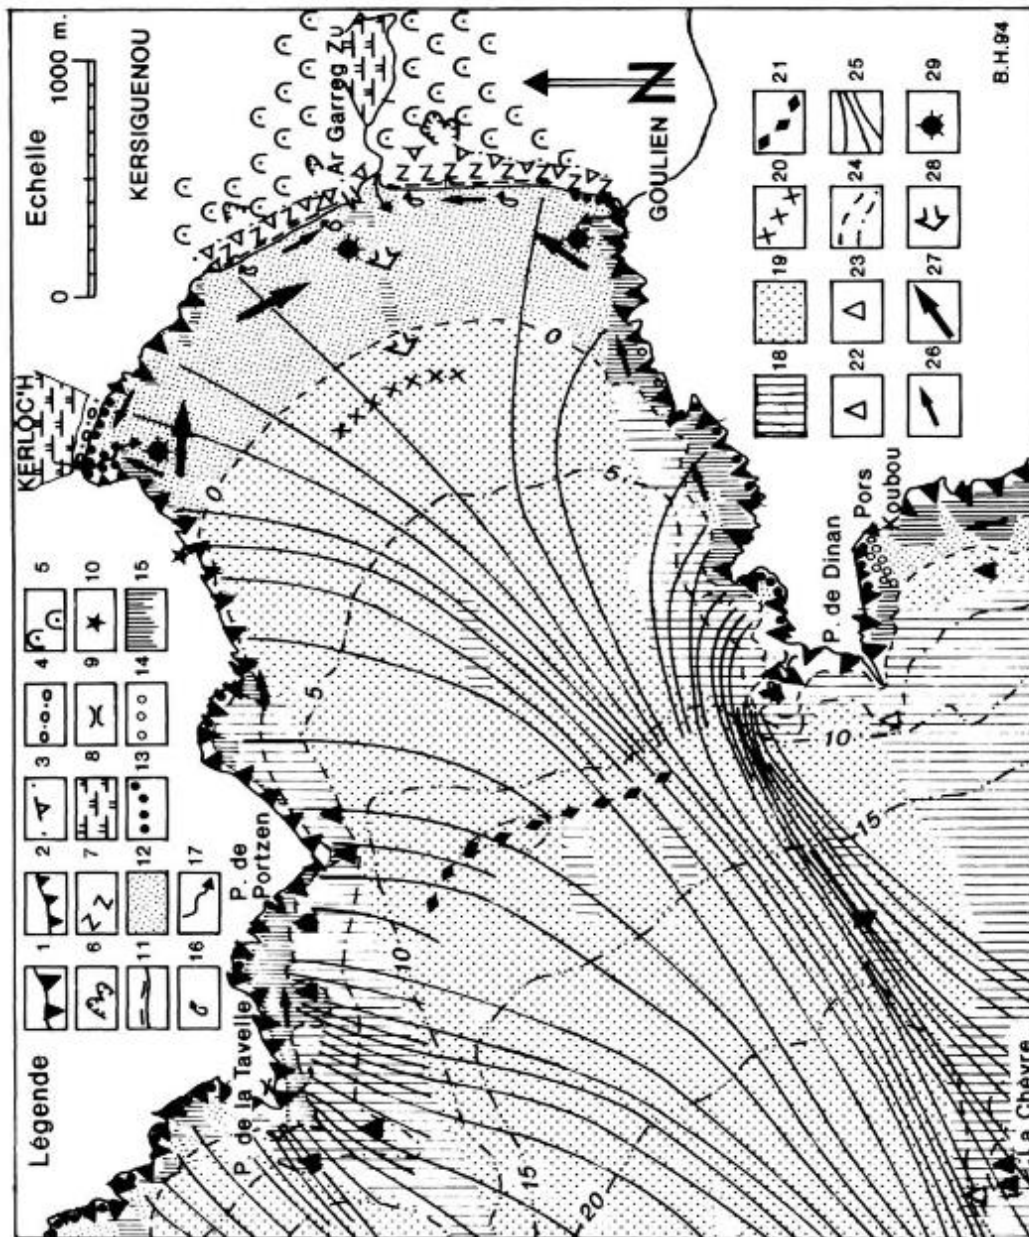 Légende
1
2
3
4
5
6
7
8
9
10
11
12
13
14
15
16
17
Echelle
0
1000 m.
KERLOC'H
KERSIGUENOU
Ar Garreg Zu
N
GOULIEN
P. de la Tavelle
P. de Portzen
P. de Dinan
Pors Koubou
La Chèvre
0
0
5
5
10
10
15
15
20
18
19
20
21
22
23
24
25
26
27
28
29
B.H.94